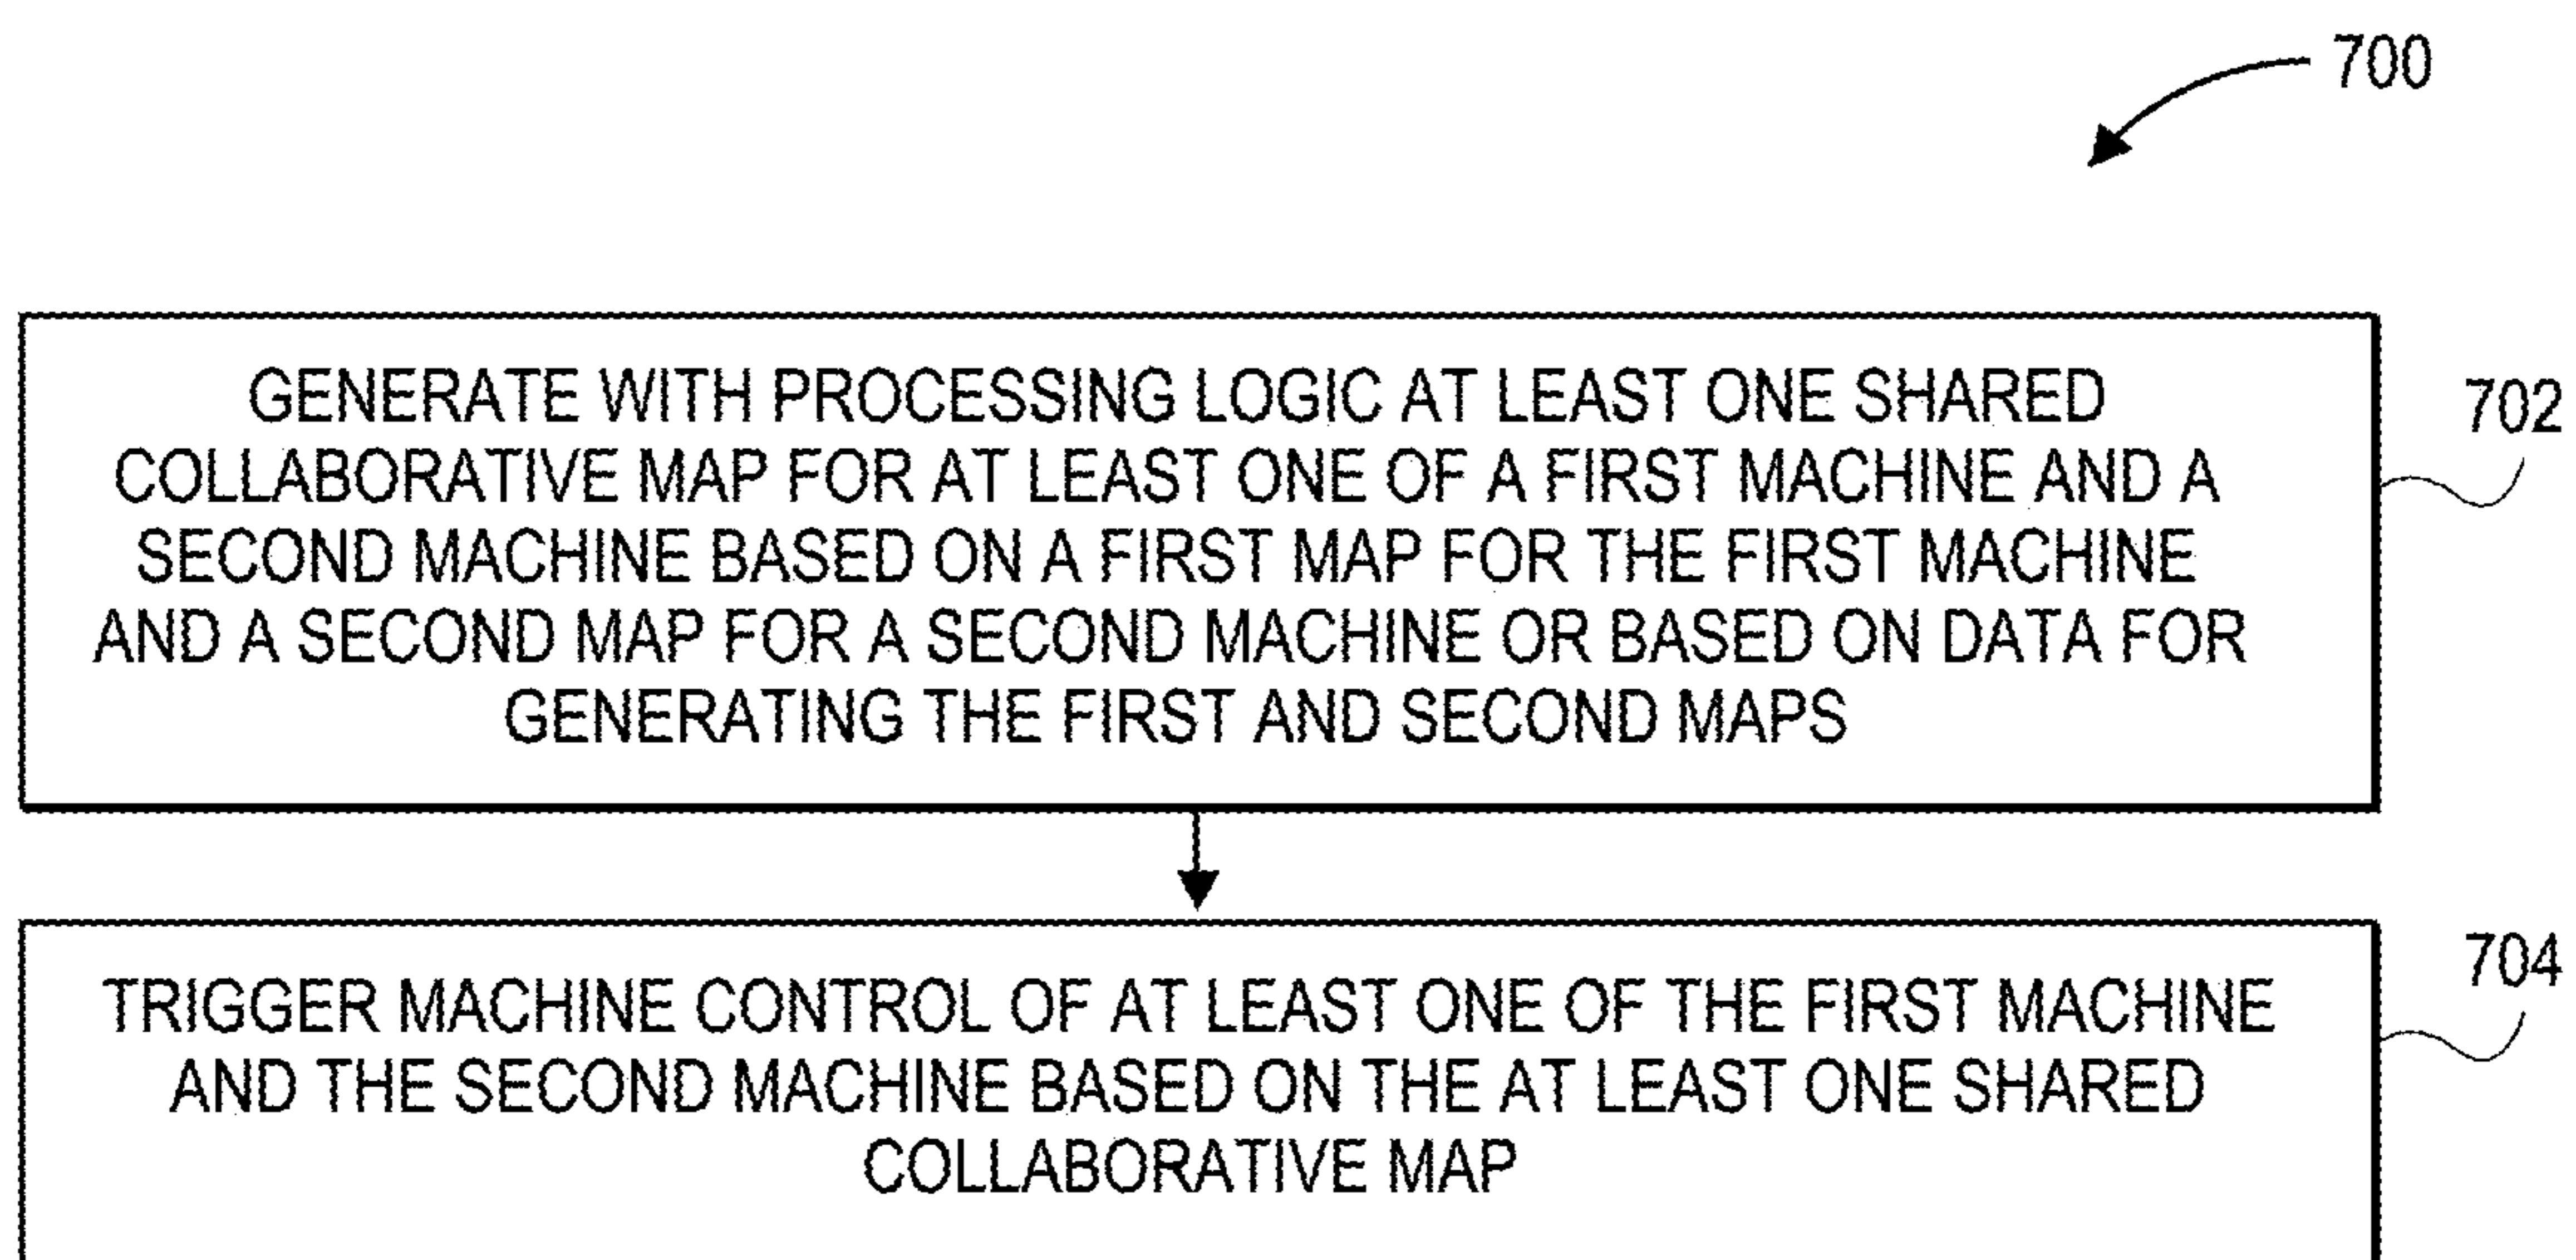 700
GENERATE WITH PROCESSING LOGIC AT LEAST ONE SHARED
COLLABORATIVE MAP FOR AT LEAST ONE OF A FIRST MACHINE AND A
SECOND MACHINE BASED ON A FIRST MAP FOR THE FIRST MACHINE
AND A SECOND MAP FOR A SECOND MACHINE OR BASED ON DATA FOR
GENERATING THE FIRST AND SECOND MAPS
702
TRIGGER MACHINE CONTROL OF AT LEAST ONE OF THE FIRST MACHINE
AND THE SECOND MACHINE BASED ON THE AT LEAST ONE SHARED
COLLABORATIVE MAP
704